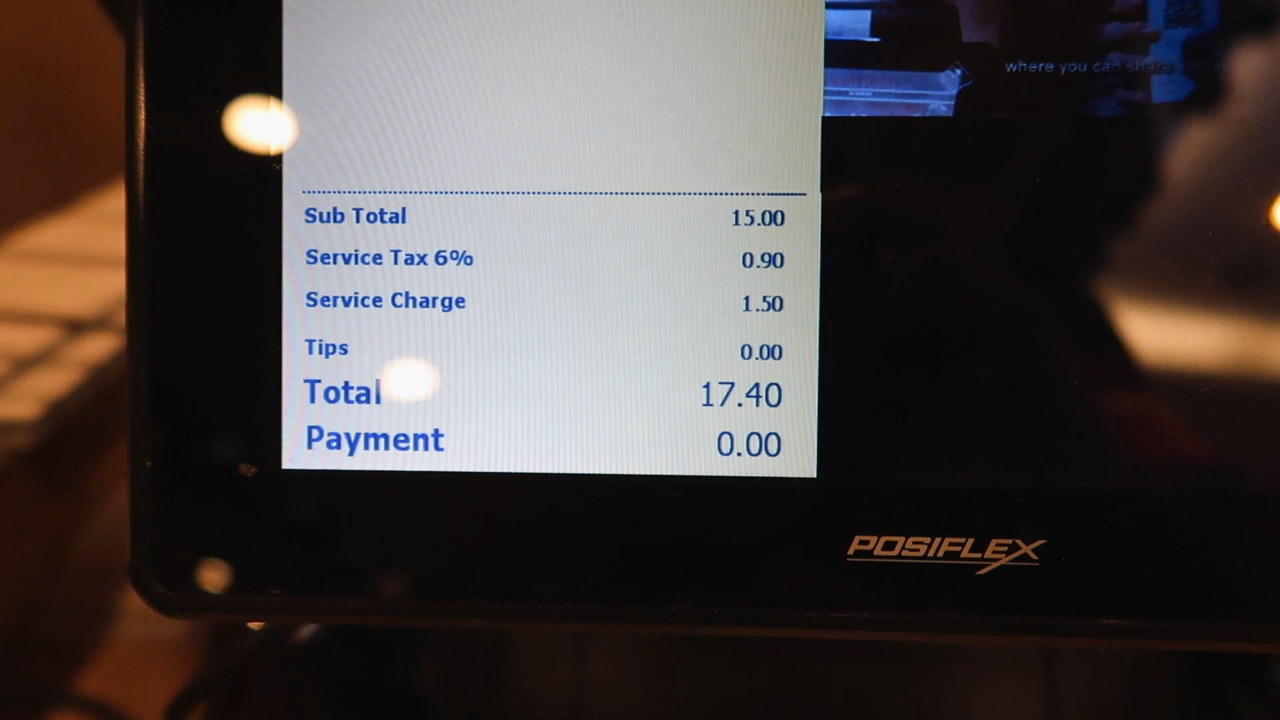 where you can share
Sub Total 15.00
Service Tax 6% 0.90
Service Charge 1.50
Tips 0.00
Total 17.40
Payment 0.00
POSIFLEX